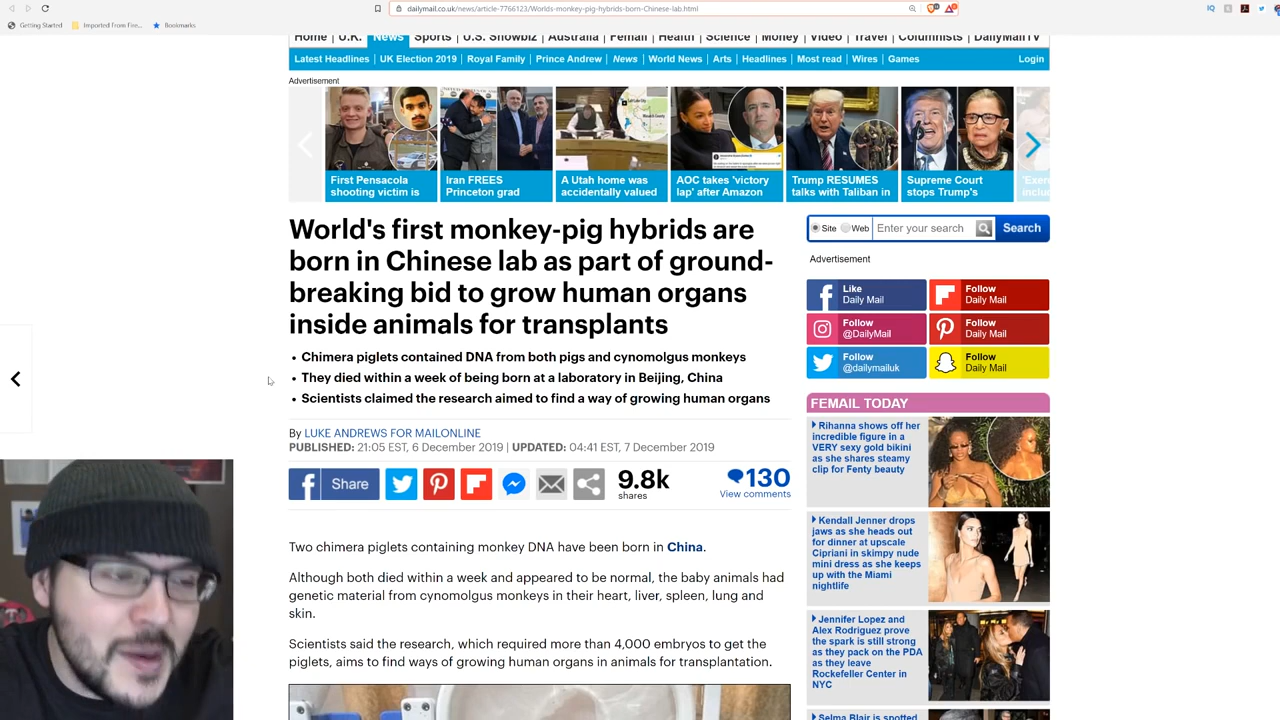 dailymail.co.uk/news/article-7766123/Worlds-monkey-pig-hybrids-born-Chinese-lab.html
IQ
Getting Started
Imported From Fire...
Bookmarks
Home
U.K.
News
Sports
U.S. Showbiz
Australia
Femail
Health
Science
Money
Video
Travel
Columnists
DailyMailTV
Latest Headlines
UK Election 2019
Royal Family
Prince Andrew
News
World News
Arts
Headlines
Most read
Wires
Games
Login
Advertisement
First Pensacola
shooting victim is
Iran FREES
Princeton grad
A Utah home was
accidentally valued
AOC takes 'victory
lap' after Amazon
Trump RESUMES
talks with Taliban in
Supreme Court
stops Trump's
World's first monkey-pig hybrids are
born in Chinese lab as part of ground-
breaking bid to grow human organs
inside animals for transplants
• Chimera piglets contained DNA from both pigs and cynomolgus monkeys
• They died within a week of being born at a laboratory in Beijing, China
• Scientists claimed the research aimed to find a way of growing human organs
By LUKE ANDREWS FOR MAILONLINE
PUBLISHED: 21:05 EST, 6 December 2019 | UPDATED: 04:41 EST, 7 December 2019
Share
9.8k
shares
130
View comments
Two chimera piglets containing monkey DNA have been born in China.
Although both died within a week and appeared to be normal, the baby animals had
genetic material from cynomolgus monkeys in their heart, liver, spleen, lung and
skin.
Scientists said the research, which required more than 4,000 embryos to get the
piglets, aims to find ways of growing human organs in animals for transplantation.
Site
Web
Enter your search
Search
Advertisement
Like
Daily Mail
Follow
Daily Mail
Follow
@DailyMail
Follow
Daily Mail
Follow
@dailymailuk
Follow
Daily Mail
FEMAIL TODAY
Rihanna shows off her
incredible figure in a
VERY sexy gold bikini
as she shares steamy
clip for Fenty beauty
Kendall Jenner drops
jaws as she heads out
for dinner at upscale
Cipriani in skimpy nude
mini dress as she keeps
up with the Miami
nightlife
Jennifer Lopez and
Alex Rodriguez prove
the spark is still strong
as they pack on the PDA
as they leave
Rockefeller Center in
NYC
Selma Blair is spotted